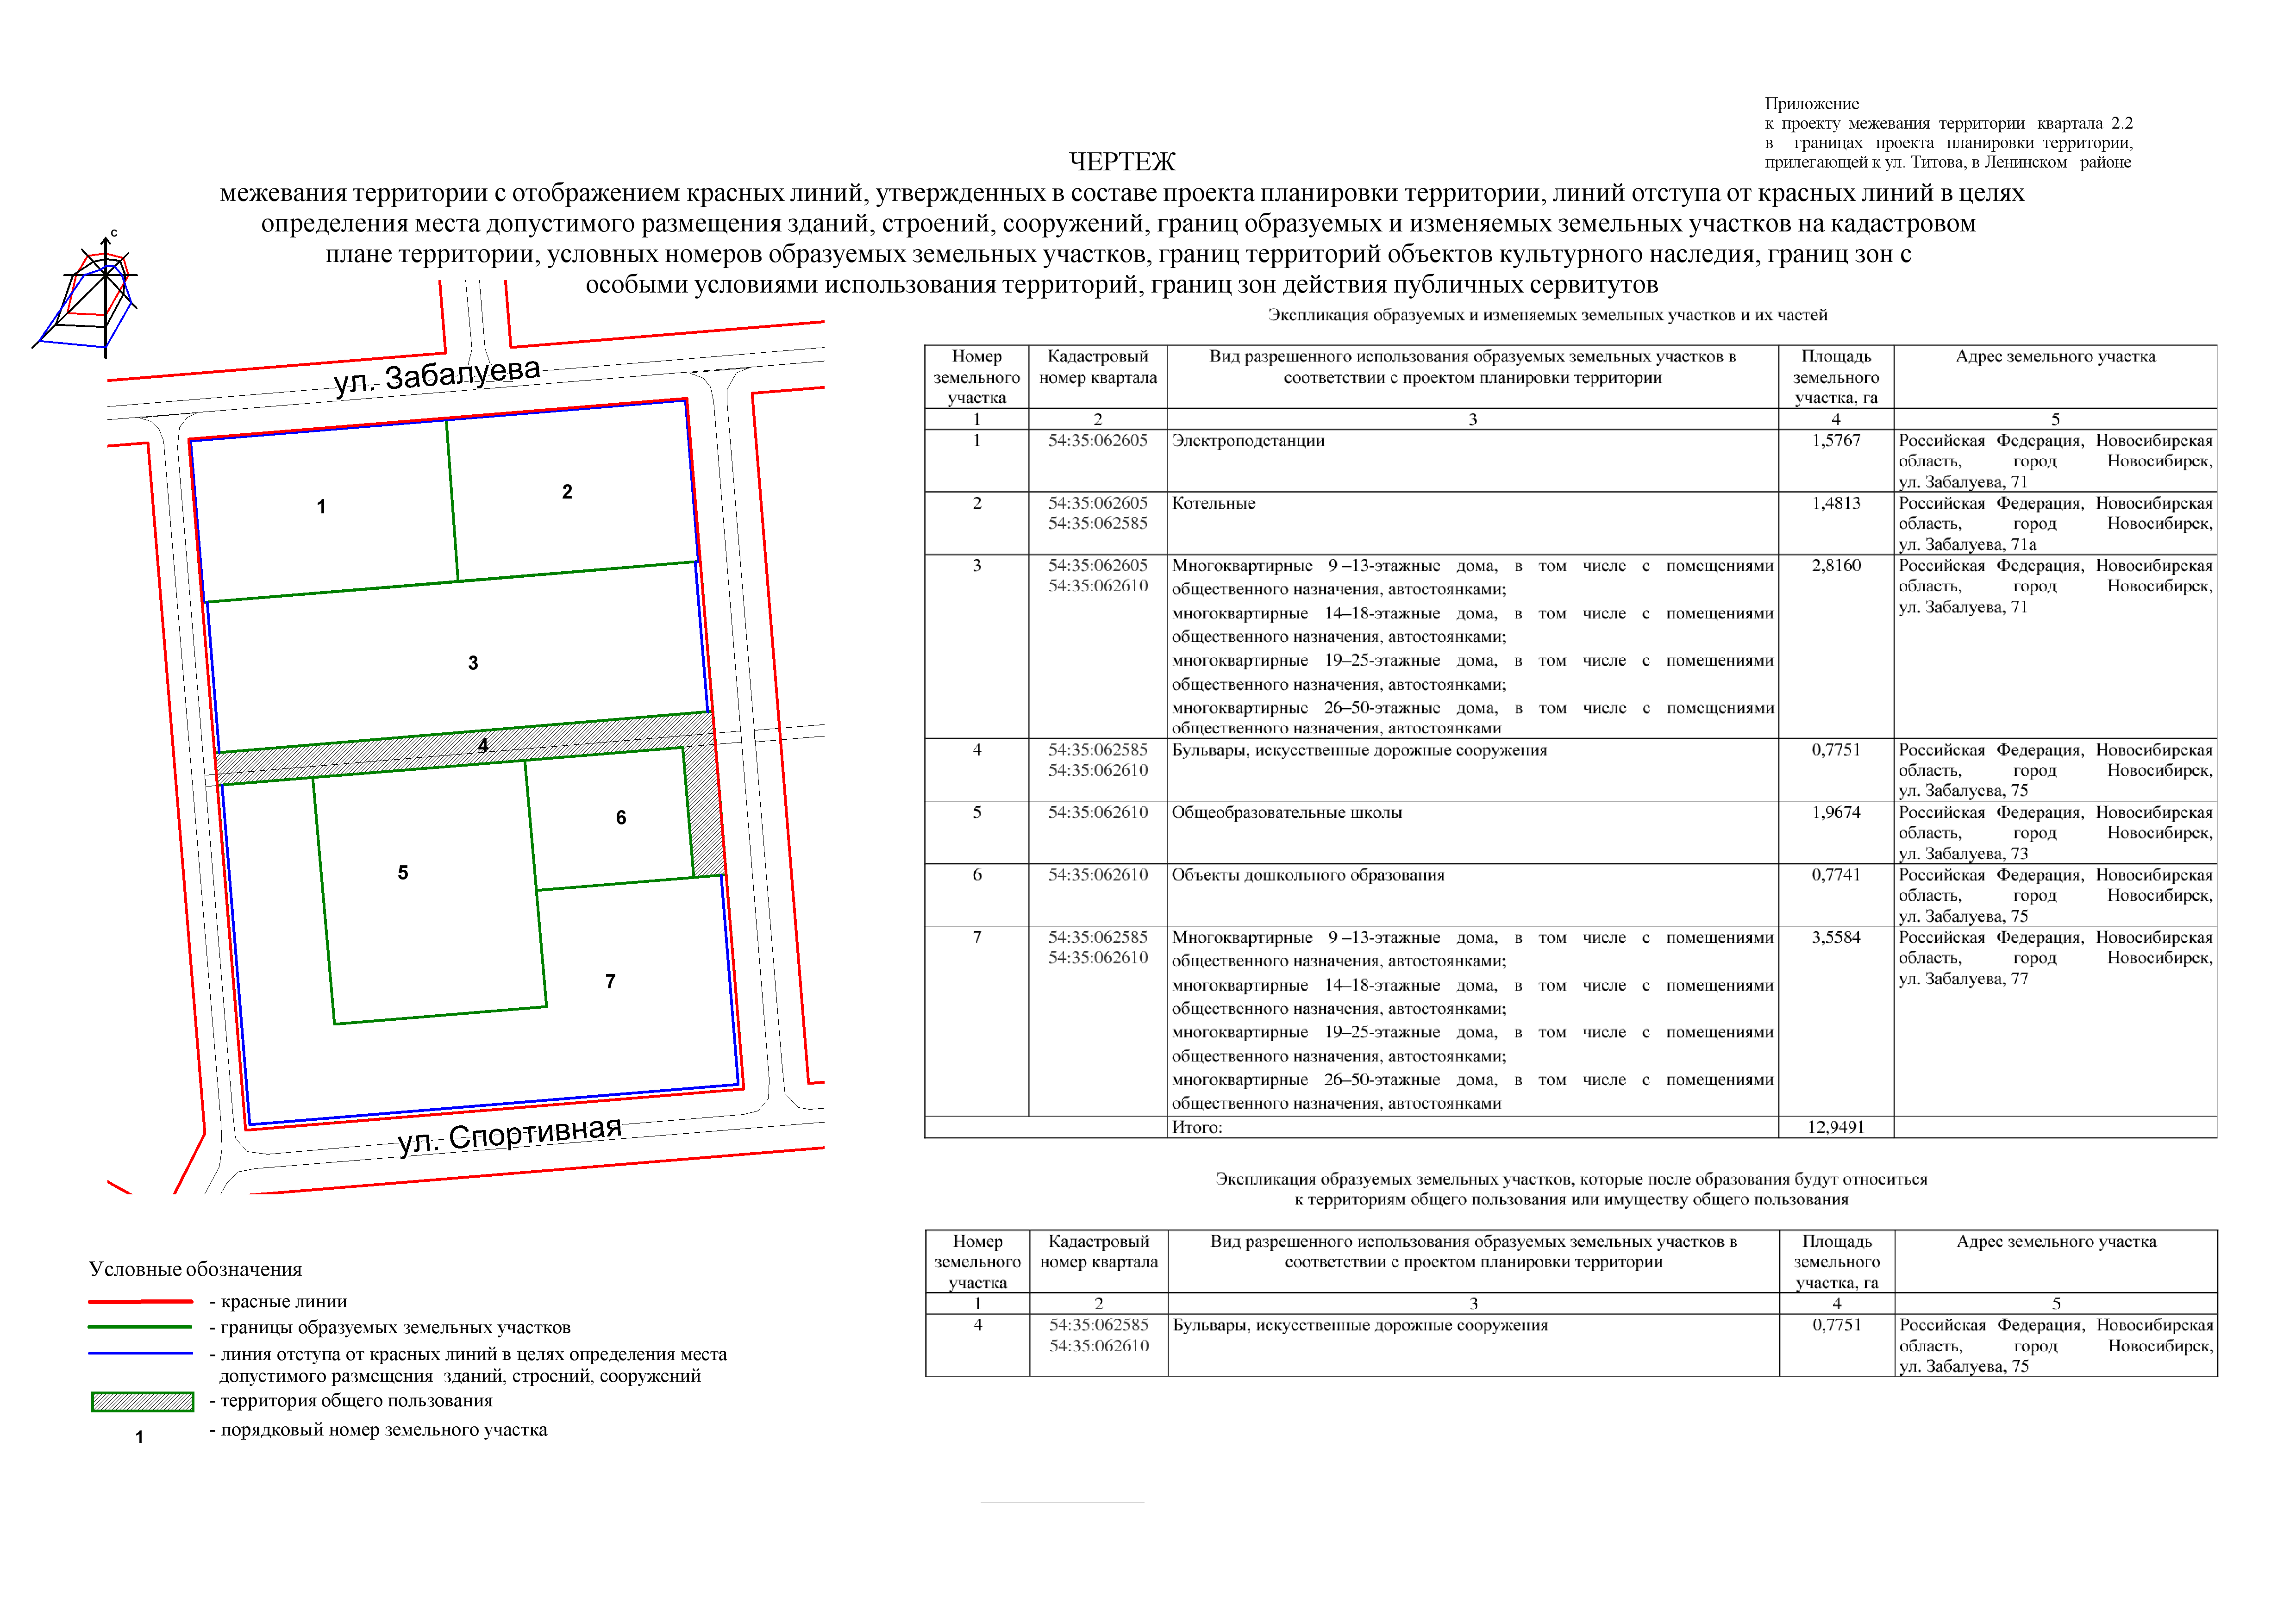 Приложение
к проекту межевания территории квартала 2.2
в границах проекта планировки территории,
прилегающей к ул. Титова, в Ленинском районе
ЧЕРТЕЖ
межевания территории с отображением красных линий, утвержденных в составе проекта планировки территории, линий отступа от красных линий в целях
определения места допустимого размещения зданий, строений, сооружений, границ образуемых и изменяемых земельных участков на кадастровом
плане территории, условных номеров образуемых земельных участков, границ территорий объектов культурного наследия, границ зон с
особыми условиями использования территорий, границ зон действия публичных сервитутов
с
ул. Забалуева
1
2
3
4
5
6
7
ул. Спортивная
Условные обозначения
- красные линии
- границы образуемых земельных участков
- линия отступа от красных линий в целях определения места
допустимого размещения зданий, строений, сооружений
- территория общего пользования
1 - порядковый номер земельного участка
Экспликация образуемых и изменяемых земельных участков и их частей
Номер Кадастровый Вид разрешенного использования образуемых земельных участков в Площадь Адрес земельного участка
земельного номер квартала соответствии с проектом планировки территории земельного
участка участка, га
1 2 3 4 5
1 54:35:062605 Электроподстанции 1,5767 Российская Федерация, Новосибирская
область, город Новосибирск,
ул. Забалуева, 71
2 54:35:062605 Котельные 1,4813 Российская Федерация, Новосибирская
54:35:062585 область, город Новосибирск,
ул. Забалуева, 71а
3 54:35:062605 Многоквартирные 9 –13-этажные дома, в том числе с помещениями 2,8160 Российская Федерация, Новосибирская
54:35:062610 общественного назначения, автостоянками; область, город Новосибирск,
многоквартирные 14–18-этажные дома, в том числе с помещениями ул. Забалуева, 71
общественного назначения, автостоянками;
многоквартирные 19–25-этажные дома, в том числе с помещениями
общественного назначения, автостоянками;
многоквартирные 26–50-этажные дома, в том числе с помещениями
общественного назначения, автостоянками
4 54:35:062585 Бульвары, искусственные дорожные сооружения 0,7751 Российская Федерация, Новосибирская
54:35:062610 область, город Новосибирск,
ул. Забалуева, 75
5 54:35:062610 Общеобразовательные школы 1,9674 Российская Федерация, Новосибирская
область, город Новосибирск,
ул. Забалуева, 73
6 54:35:062610 Объекты дошкольного образования 0,7741 Российская Федерация, Новосибирская
область, город Новосибирск,
ул. Забалуева, 75
7 54:35:062585 Многоквартирные 9 –13-этажные дома, в том числе с помещениями 3,5584 Российская Федерация, Новосибирская
54:35:062610 общественного назначения, автостоянками; область, город Новосибирск,
многоквартирные 14–18-этажные дома, в том числе с помещениями ул. Забалуева, 77
общественного назначения, автостоянками;
многоквартирные 19–25-этажные дома, в том числе с помещениями
общественного назначения, автостоянками;
многоквартирные 26–50-этажные дома, в том числе с помещениями
общественного назначения, автостоянками
Итого: 12,9491
Экспликация образуемых земельных участков, которые после образования будут относиться
к территориям общего пользования или имуществу общего пользования
Номер Кадастровый Вид разрешенного использования образуемых земельных участков в Площадь Адрес земельного участка
земельного номер квартала соответствии с проектом планировки территории земельного
участка участка, га
1 2 3 4 5
4 54:35:062585 Бульвары, искусственные дорожные сооружения 0,7751 Российская Федерация, Новосибирская
54:35:062610 область, город Новосибирск,
ул. Забалуева, 75